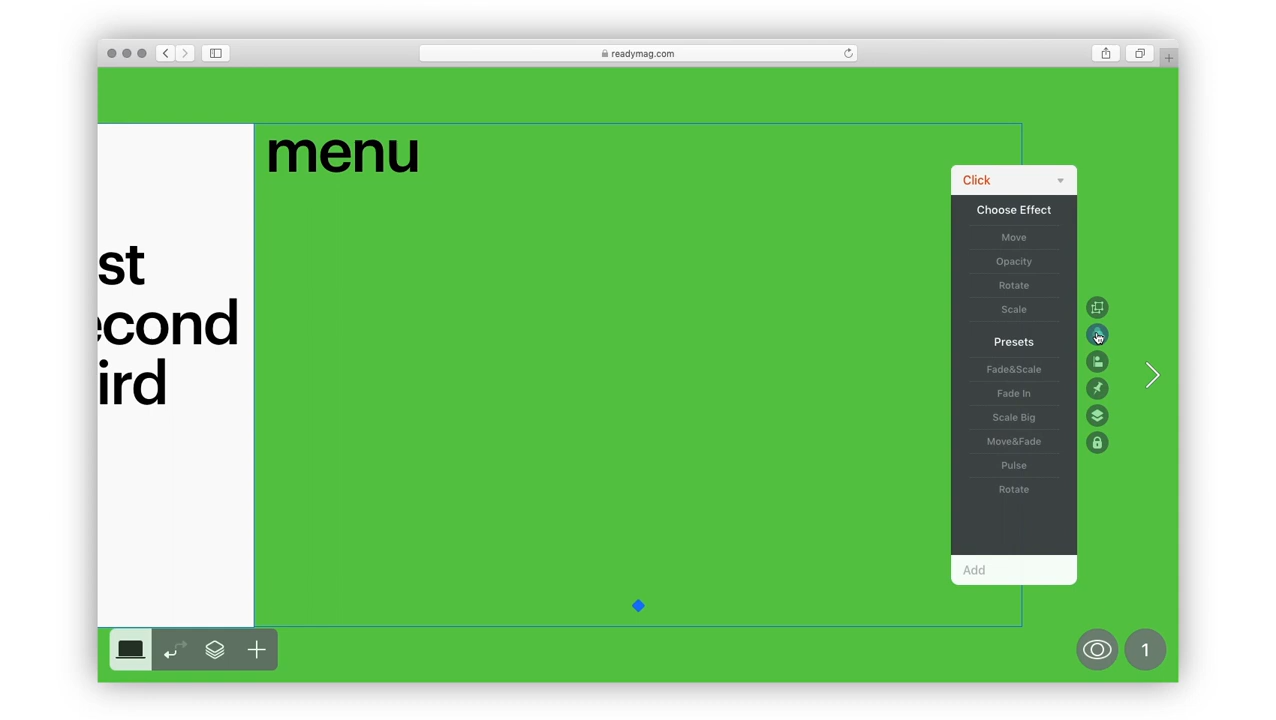 readymag.com
menu
st
econd
ird
Click
Choose Effect
Move
Opacity
Rotate
Scale
Presets
Fade&Scale
Fade In
Scale Big
Move&Fade
Pulse
Rotate
Add
1